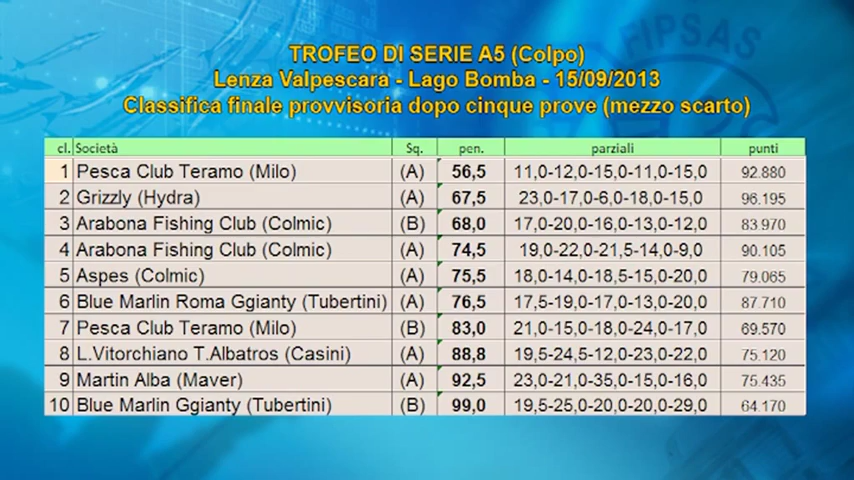 FIPSAS
TROFEO DI SERIE A5 (Colpo)
Lenza Valpescara - Lago Bomba - 15/09/2013
Classifica finale provvisoria dopo cinque prove (mezzo scarto)
cl. Società Sq. pen. parziali punti
1 Pesca Club Teramo (Milo) (A) 56,5 11,0-12,0-15,0-11,0-15,0 92.880
2 Grizzly (Hydra) (A) 67,5 23,0-17,0-6,0-18,0-15,0 96.195
3 Arabona Fishing Club (Colmic) (B) 68,0 17,0-20,0-16,0-13,0-12,0 83.970
4 Arabona Fishing Club (Colmic) (A) 74,5 19,0-22,0-21,5-14,0-9,0 90.105
5 Aspes (Colmic) (A) 75,5 18,0-14,0-18,5-15,0-20,0 79.065
6 Blue Marlin Roma Ggianty (Tubertini) (A) 76,5 17,5-19,0-17,0-13,0-20,0 87.710
7 Pesca Club Teramo (Milo) (B) 83,0 21,0-15,0-18,0-24,0-17,0 69.570
8 L.Vitorchiano T.Albatros (Casini) (A) 88,8 19,5-24,5-12,0-23,0-22,0 75.120
9 Martin Alba (Maver) (A) 92,5 23,0-21,0-35,0-15,0-16,0 75.435
10 Blue Marlin Ggianty (Tubertini) (B) 99,0 19,5-25,0-20,0-20,0-29,0 64.170